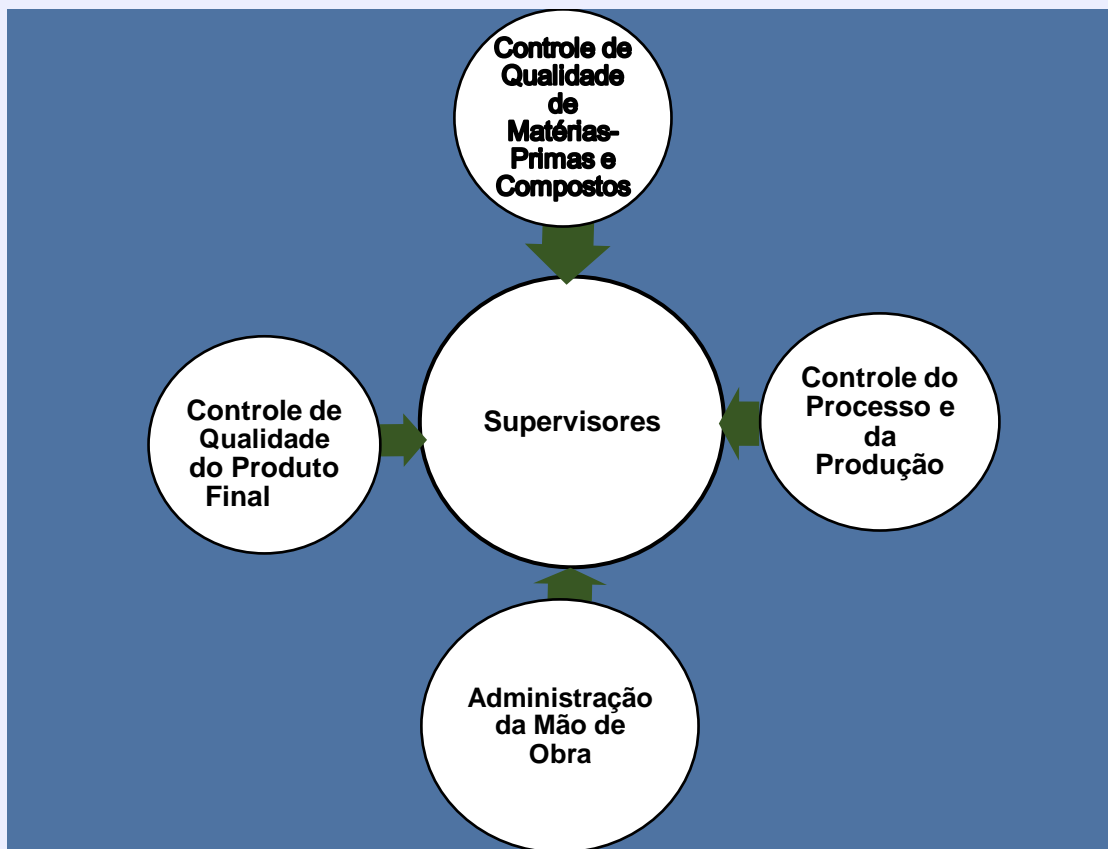 Controle de
Qualidade
de
Matérias-
Primas e
Compostos
Supervisores
Controle do
Processo e
da
Produção
Controle de
Qualidade
do Produto
Final
Administração
da Mão de
Obra